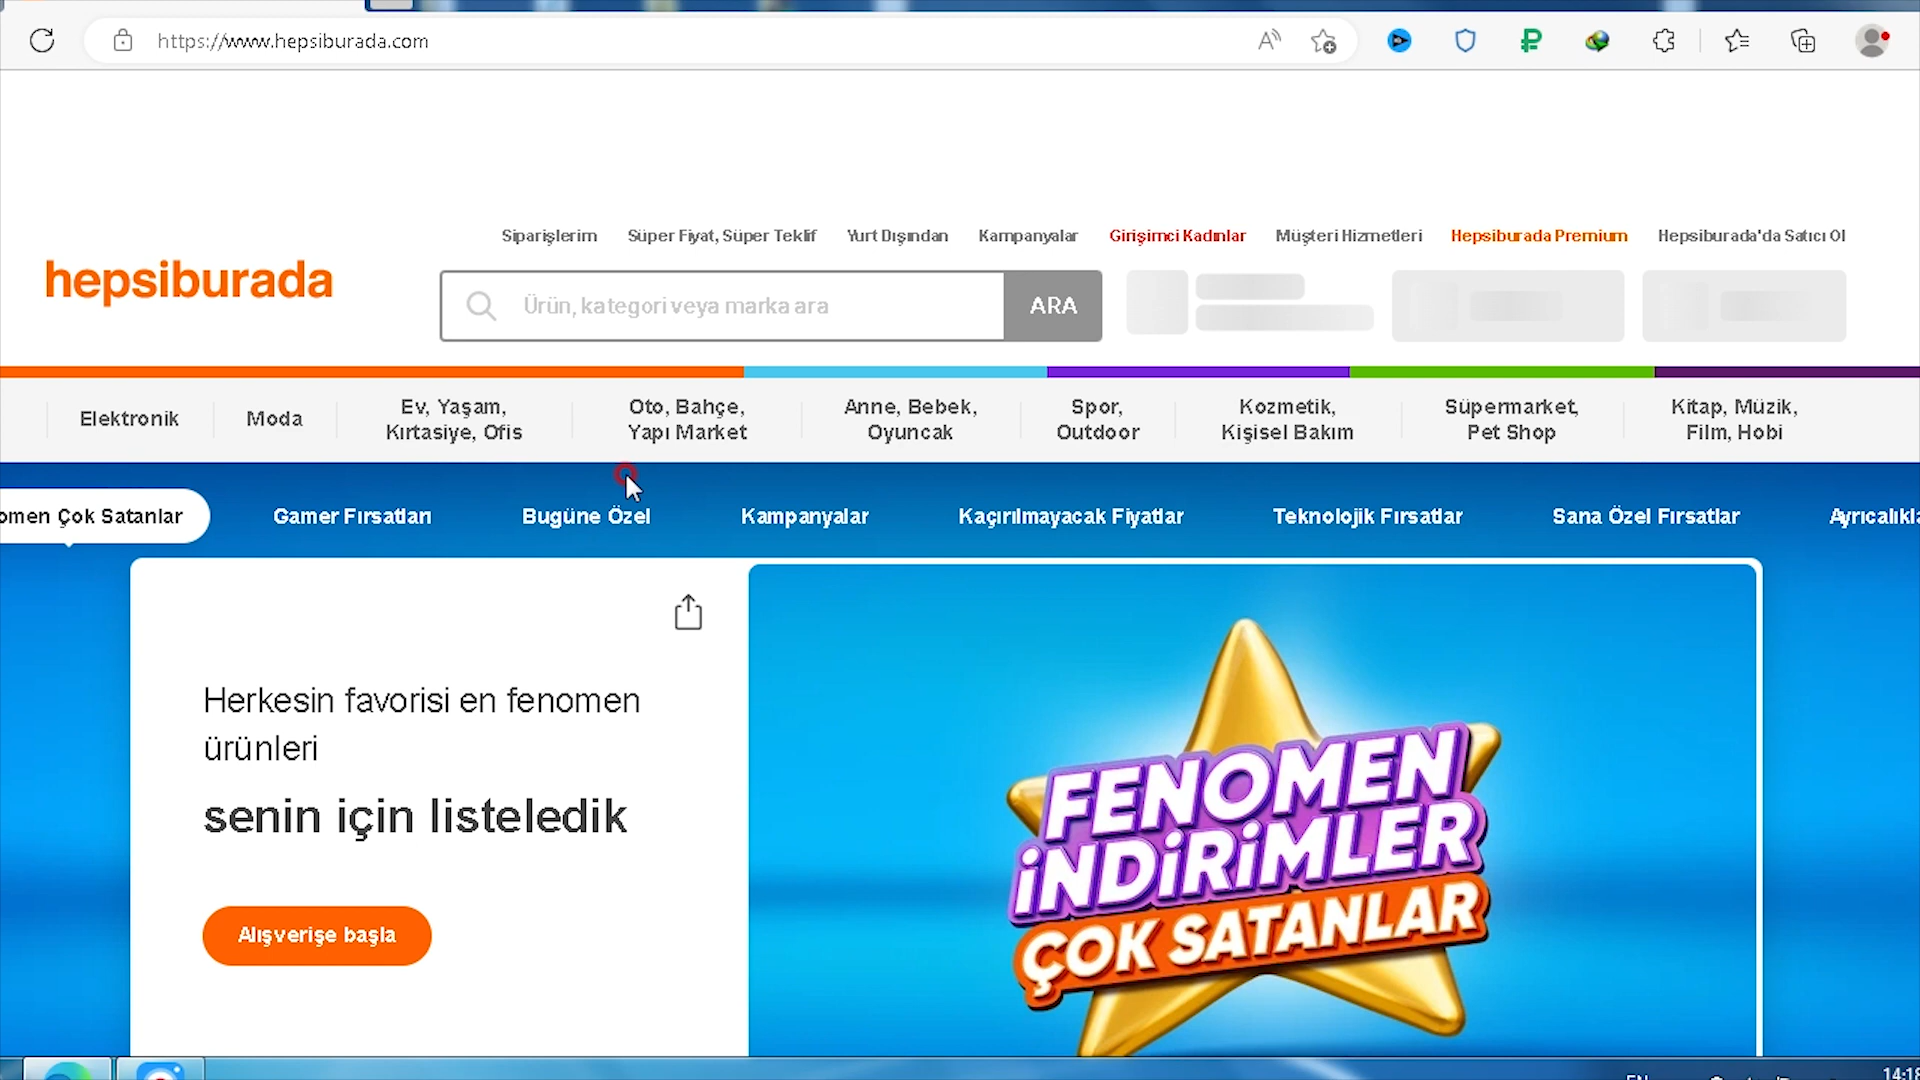 https://www.hepsiburada.com
Siparişlerim Süper Fiyat, Süper Teklif Yurt Dışından Kampanyalar Girişimci Kadınlar Müşteri Hizmetleri Hepsiburada Premium Hepsiburada'da Satıcı Ol
hepsiburada
Ürün, kategori veya marka ara
ARA
Elektronik
Moda
Ev, Yaşam,
Kırtasiye, Ofis
Oto, Bahçe,
Yapı Market
Anne, Bebek,
Oyuncak
Spor,
Outdoor
Kozmetik,
Kişisel Bakım
Süpermarket,
Pet Shop
Kitap, Müzik,
Film, Hobi
Çok Satanlar Gamer Fırsatları Bugüne Özel Kampanyalar Kaçırılmayacak Fiyatlar Teknolojik Fırsatlar Sana Özel Fırsatlar
Herkesin favorisi en fenomen
ürünleri
senin için listeledik
Alışverişe başla
FENOMEN
İNDİRİMLER
ÇOK SATANLAR